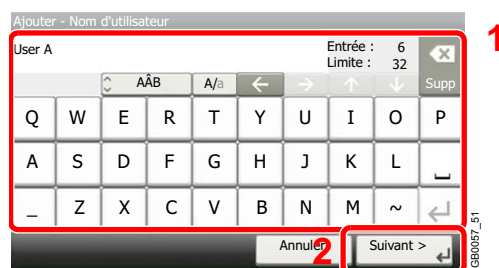 Ajouter - Nom d'utilisateur
1
User A
Entrée : 6
Limite : 32
AÂB A/a Supp
Q W E R T Y U I O P
A S D F G H J K L
_ Z X C V B N M ~
Annuler 2 Suivant >
GB0057_51